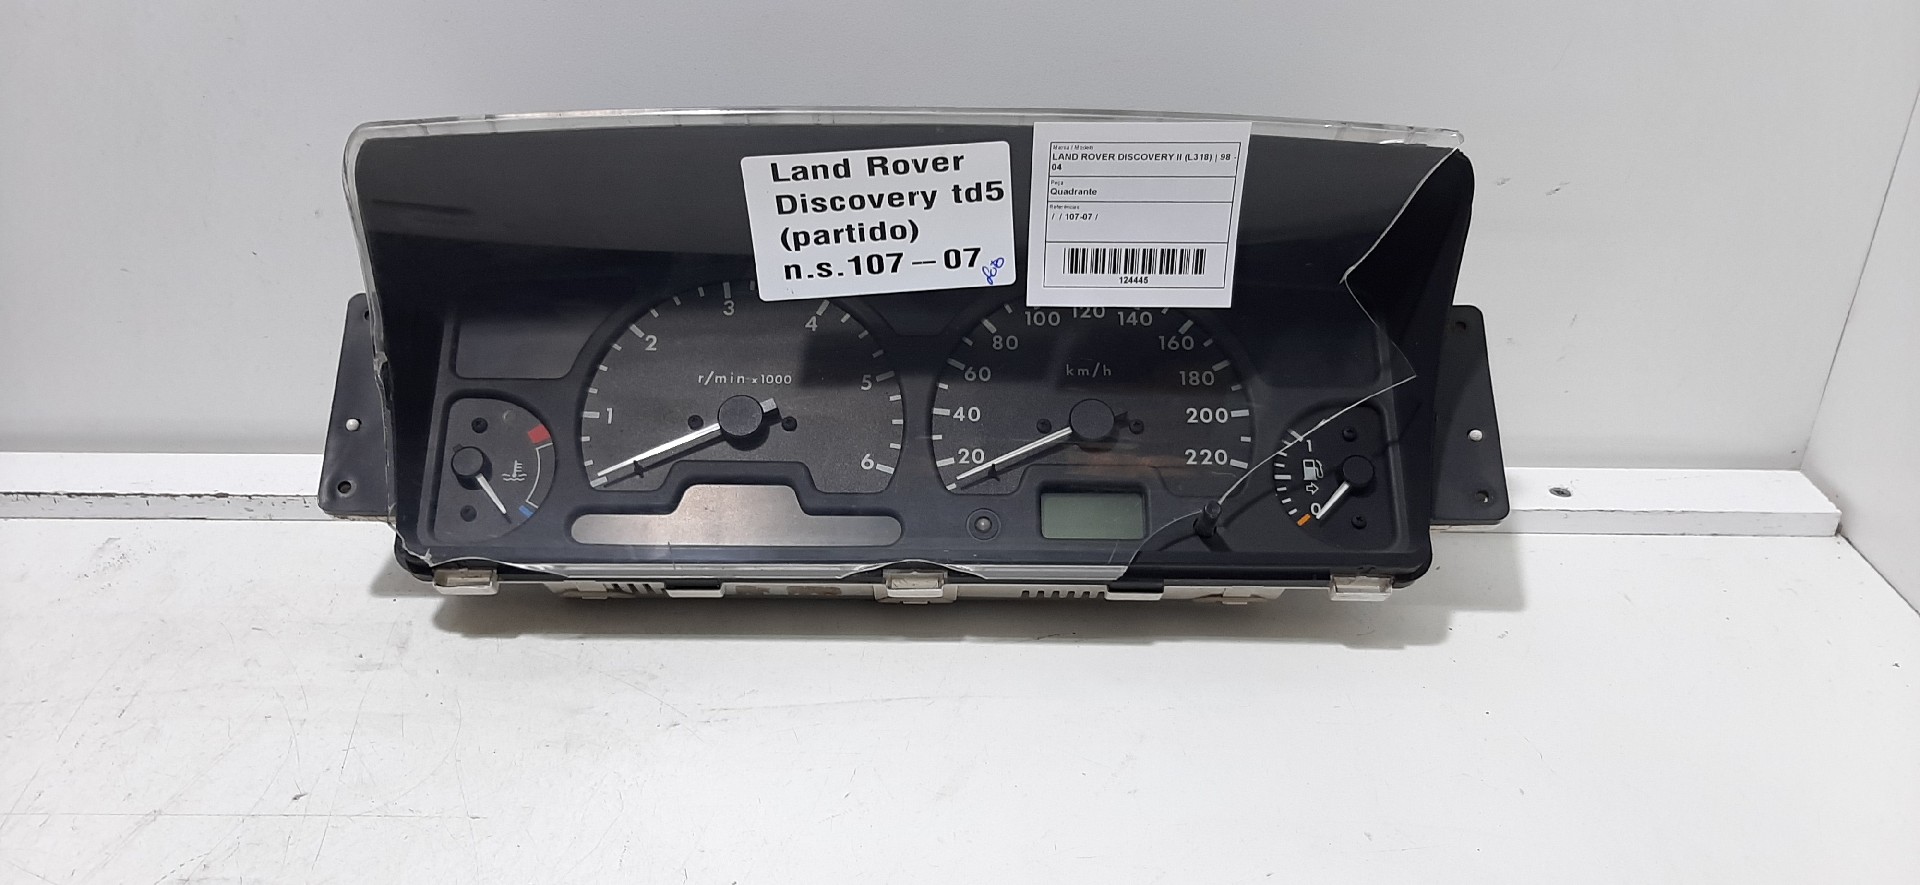 Land Rover
Discovery td5
(partido)
n.s.107-07
Marca / Modelo
LAND ROVER DISCOVERY II (L318) | 98 -
04
Peça
Quadrante
Referências
/ / 107-07 /
124445
1
2
3
4
5
6
r/min x 1000
20
40
60
80
100
120
140
160
180
200
220
km/h
1
0